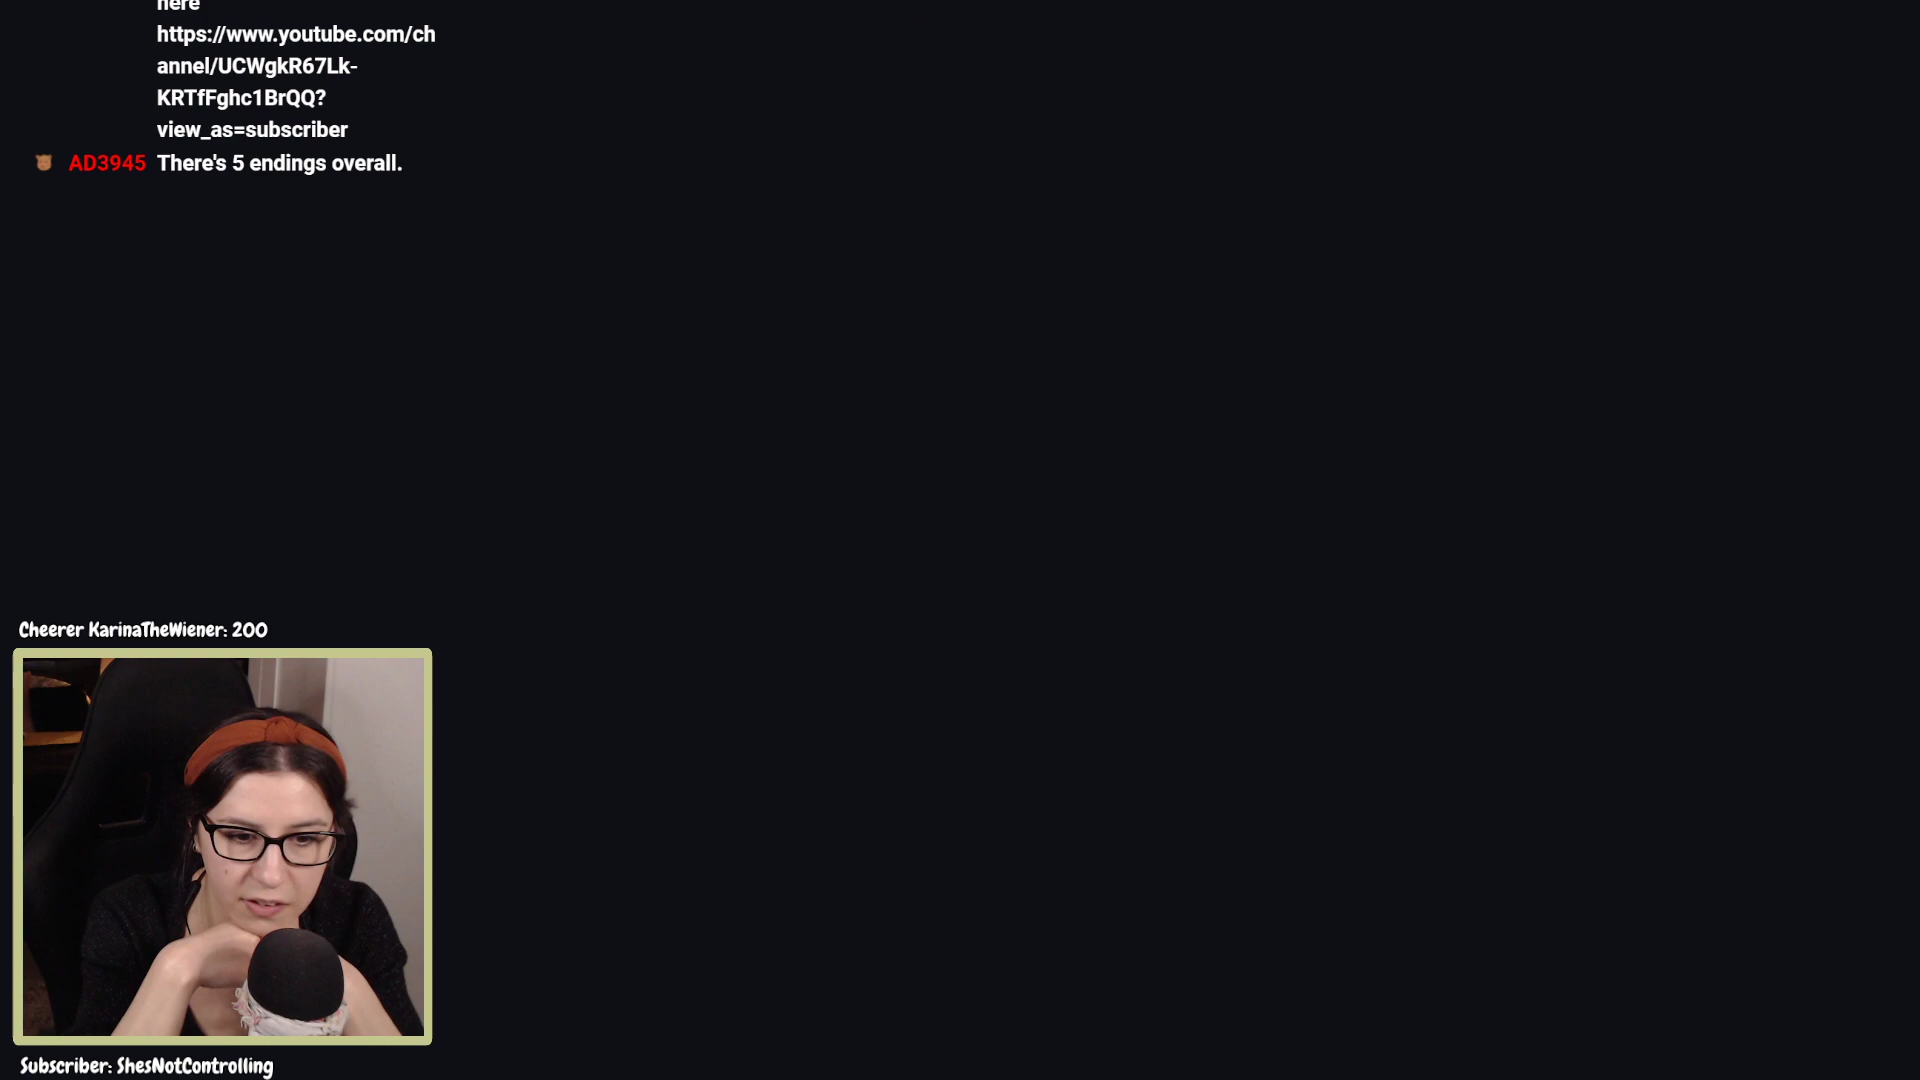 here
https://www.youtube.com/ch
annel/UCWgkR67Lk-
KRTfFghc1BrQQ?
view_as=subscriber
AD3945 There's 5 endings overall.
Cheerer KarinaTheWiener: 200
Subscriber: ShesNotControlling